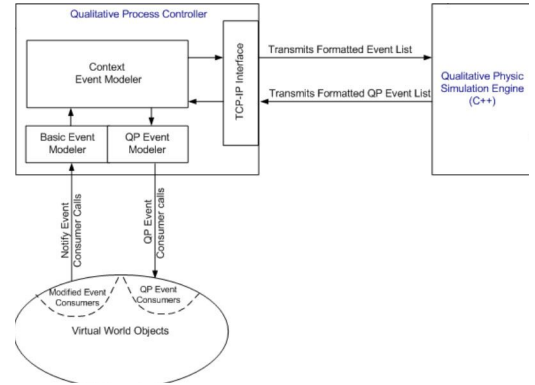 Qualitative Process Controller
Context
Event Modeler
TCP-IP Interface
Transmits Formatted Event List
Transmits Formatted QP Event List
Qualitative Physic
Simulation Engine
(C++)
Basic Event
Modeler
QP Event
Modeler
Notify Event
Consumer Calls
QP Event
Consumer calls
Modified Event
Consumers
QP Event
Consumers
Virtual World Objects